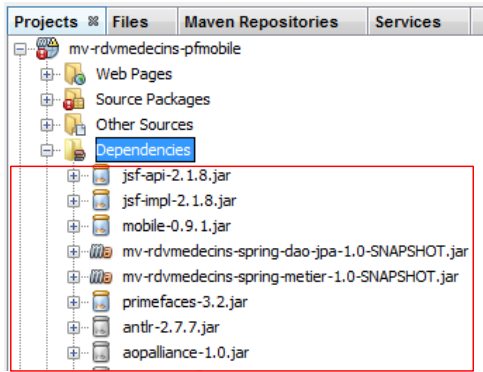 Projects Files Maven Repositories Services
mv-rdvmedecins-pfmobile
Web Pages
Source Packages
Other Sources
Dependencies
jsf-api-2.1.8.jar
jsf-impl-2.1.8.jar
mobile-0.9.1.jar
mv-rdvmedecins-spring-dao-jpa-1.0-SNAPSHOT.jar
mv-rdvmedecins-spring-metier-1.0-SNAPSHOT.jar
primefaces-3.2.jar
antlr-2.7.7.jar
aopalliance-1.0.jar